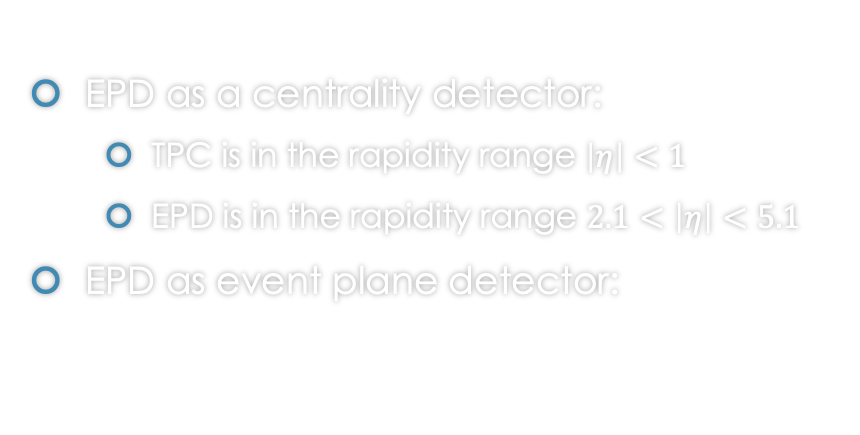 EPD as a centrality detector:
TPC is in the rapidity range |η| < 1
EPD is in the rapidity range 2.1 < |η| < 5.1
EPD as event plane detector: